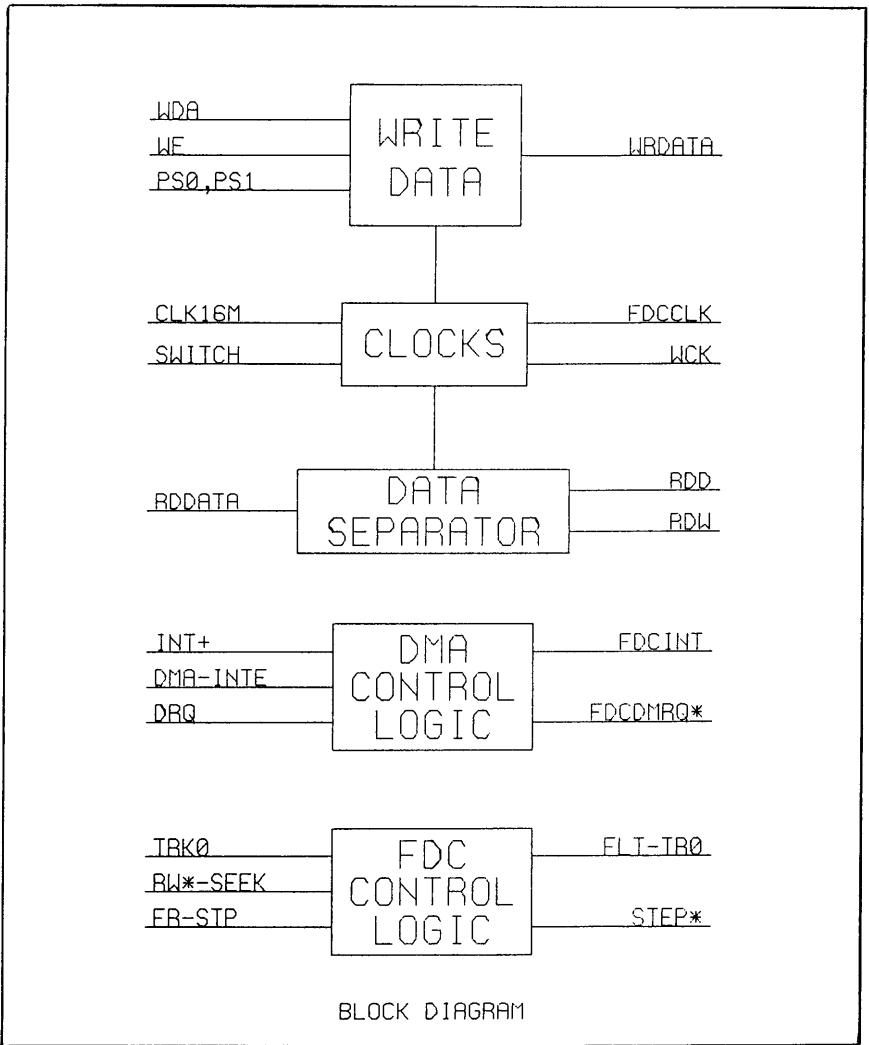 WDA
WE
PS0,PS1
WRITE
DATA
WRDATA
CLK16M
SWITCH
CLOCKS
FDCCLK
WCK
RDDATA
DATA
SEPARATOR
RDD
RDW
INT+
DMA-INTE
DRQ
DMA
CONTROL
LOGIC
FDCINT
FDCDMRQ*
TRK0
RW*-SEEK
FR-STP
FDC
CONTROL
LOGIC
FLT-TR0
STEP*
BLOCK DIAGRAM